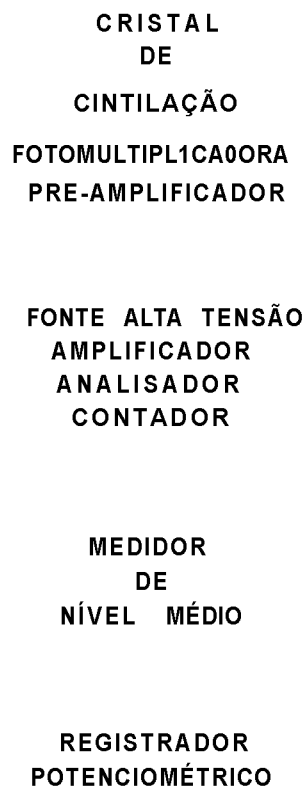 CRISTAL
DE
CINTILAÇÃO
FOTOMULTIPL1CA0ORA
PRE-AMPLIFICADOR
FONTE ALTA TENSÃO
AMPLIFICADOR
ANALISADOR
CONTADOR
MEDIDOR
DE
NÍVEL MÉDIO
REGISTRADOR
POTENCIOMÉTRICO